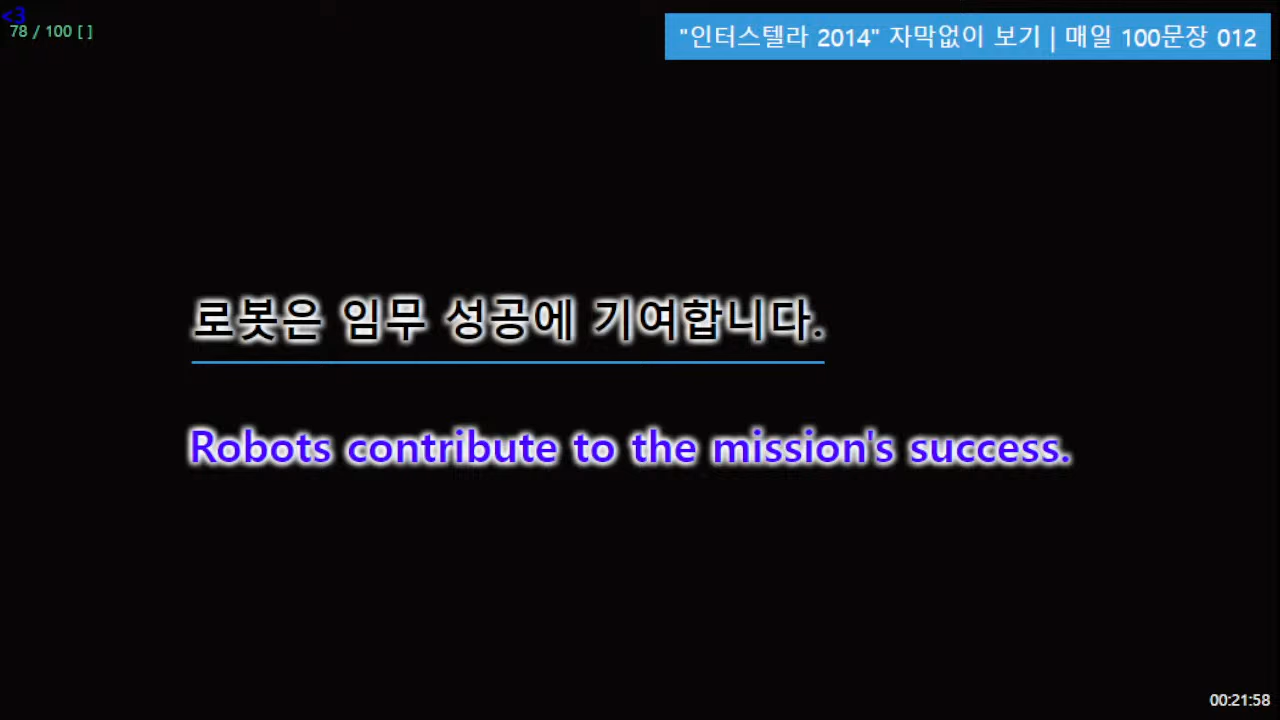 <3
78 / 100 [ ]
"인터스텔라 2014" 자막없이 보기 | 매일 100문장 012
로봇은 임무 성공에 기여합니다.
Robots contribute to the mission's success.
00:21:58